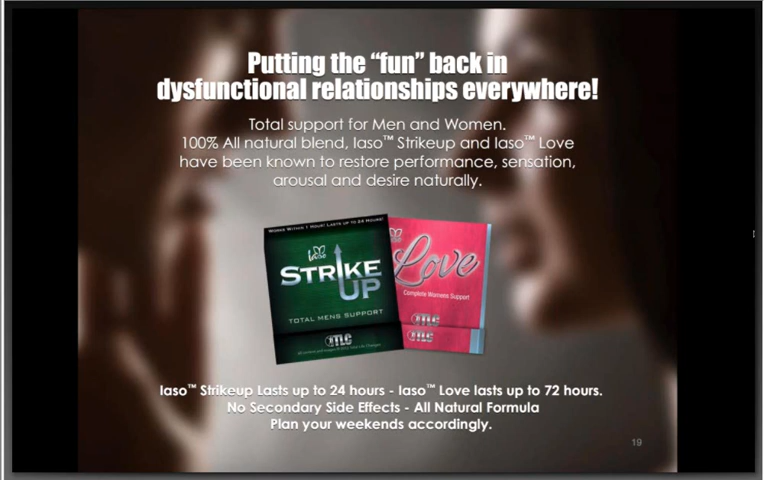 Putting the “fun” back in
dysfunctional relationships everywhere!
Total support for Men and Women.
100% All natural blend, Iaso™ Strikeup and Iaso™ Love
have been known to restore performance, sensation,
arousal and desire naturally.
WORKS WITHIN 1 HOUR! LASTS UP TO 24 HOURS!
Iaso
STRIKE
UP
TOTAL MENS SUPPORT
TLC
Love
Complete Womens Support
TLC
TLC
Iaso™ Strikeup Lasts up to 24 hours - Iaso™ Love lasts up to 72 hours.
No Secondary Side Effects - All Natural Formula
Plan your weekends accordingly.
19